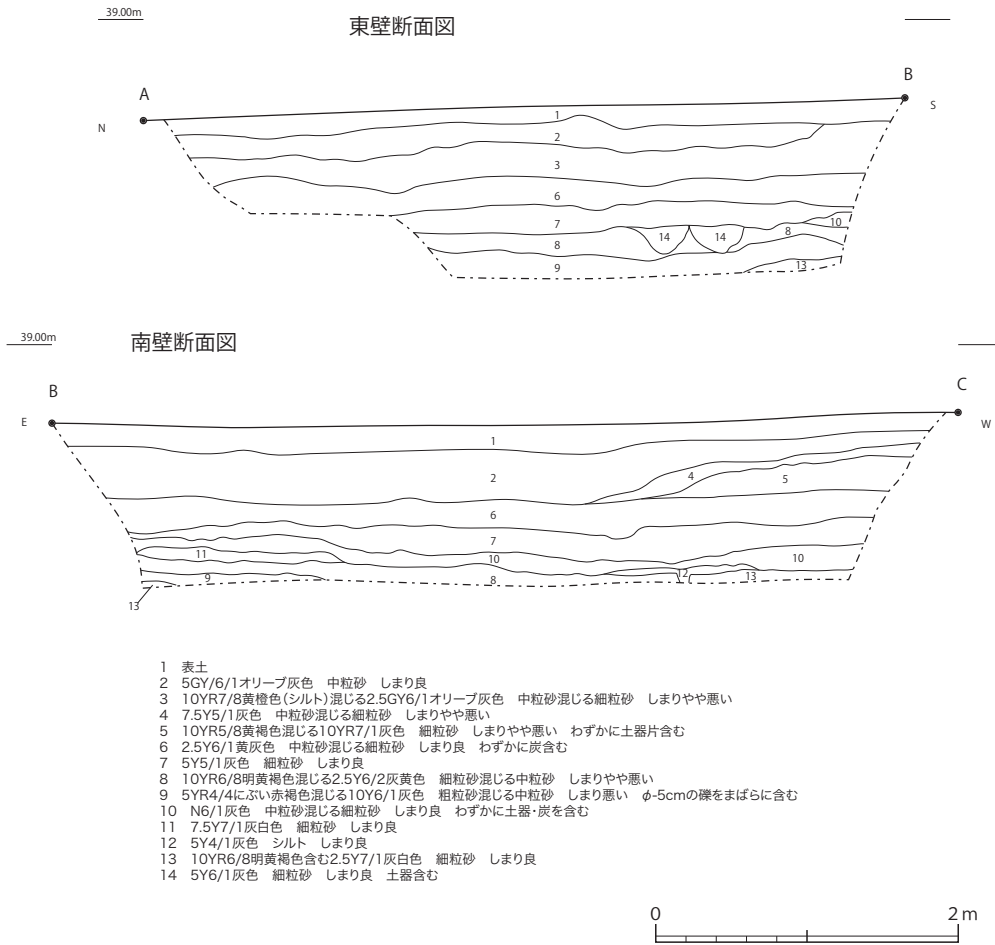 39.00m
東壁断面図
A
B
N
S
1
2
3
6
7
14
14
8
10
8
9
13
39.00m
南壁断面図
B
C
E
W
1
2
4
5
6
7
11
10
10
9
8
12
13
13
1 表土
2 5GY/6/1オリーブ灰色 中粒砂 しまり良
3 10YR7/8黄橙色(シルト)混じる2.5GY6/1オリーブ灰色 中粒砂混じる細粒砂 しまりやや悪い
4 7.5Y5/1灰色 中粒砂混じる細粒砂 しまりやや悪い
5 10YR5/8黄褐色混じる10YR7/1灰色 細粒砂 しまりやや悪い わずかに土器片含む
6 2.5Y6/1黄灰色 中粒砂混じる細粒砂 しまり良 わずかに炭含む
7 5Y5/1灰色 細粒砂 しまり良
8 10YR6/8明黄褐色混じる2.5Y6/2灰黄色 細粒砂混じる中粒砂 しまりやや悪い
9 5YR4/4にぶい赤褐色混じる10Y6/1灰色 粗粒砂混じる中粒砂 しまり悪い φ-5cmの礫をまばらに含む
10 N6/1灰色 中粒砂混じる細粒砂 しまり良 わずかに土器・炭を含む
11 7.5Y7/1灰白色 細粒砂 しまり良
12 5Y4/1灰色 シルト しまり良
13 10YR6/8明黄褐色含む2.5Y7/1灰白色 細粒砂 しまり良
14 5Y6/1灰色 細粒砂 しまり良 土器含む
0
2 m